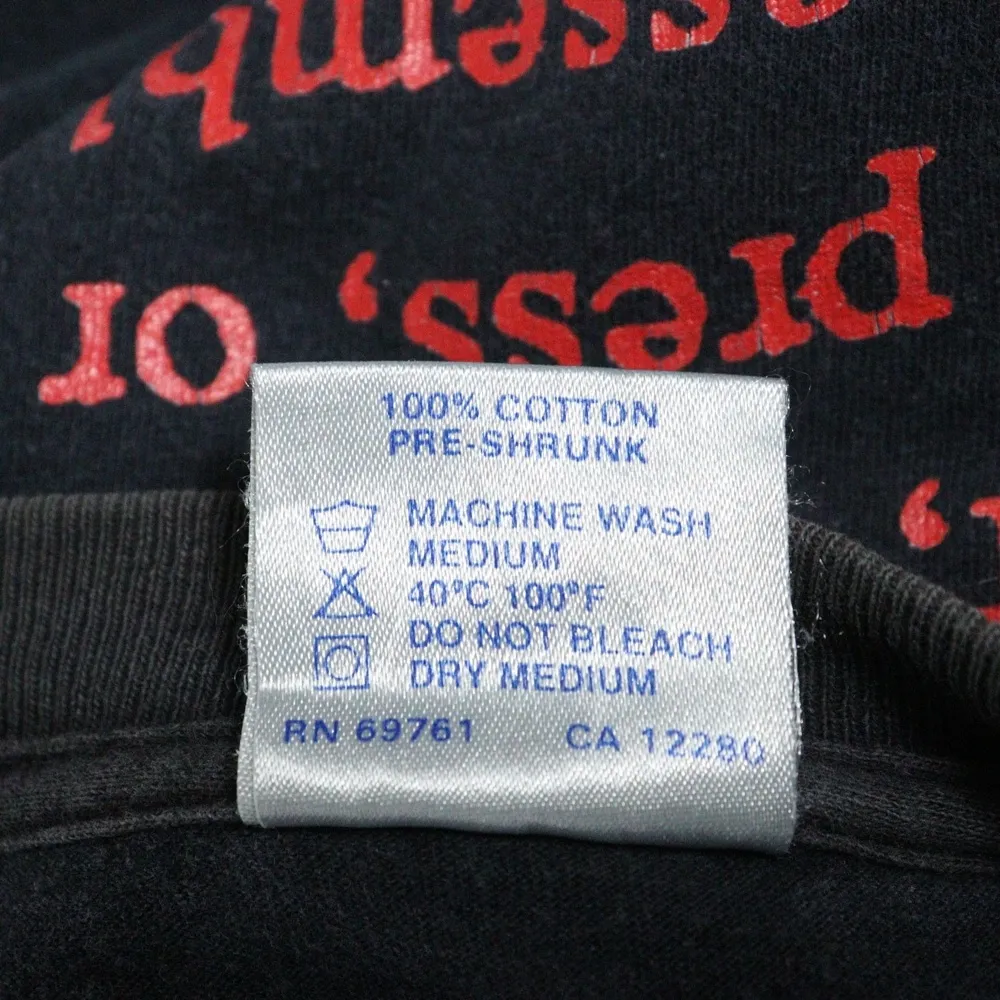 press, or
100% COTTON
PRE-SHRUNK
MACHINE WASH
MEDIUM
40°C 100°F
DO NOT BLEACH
DRY MEDIUM
RN 69761 CA 12280